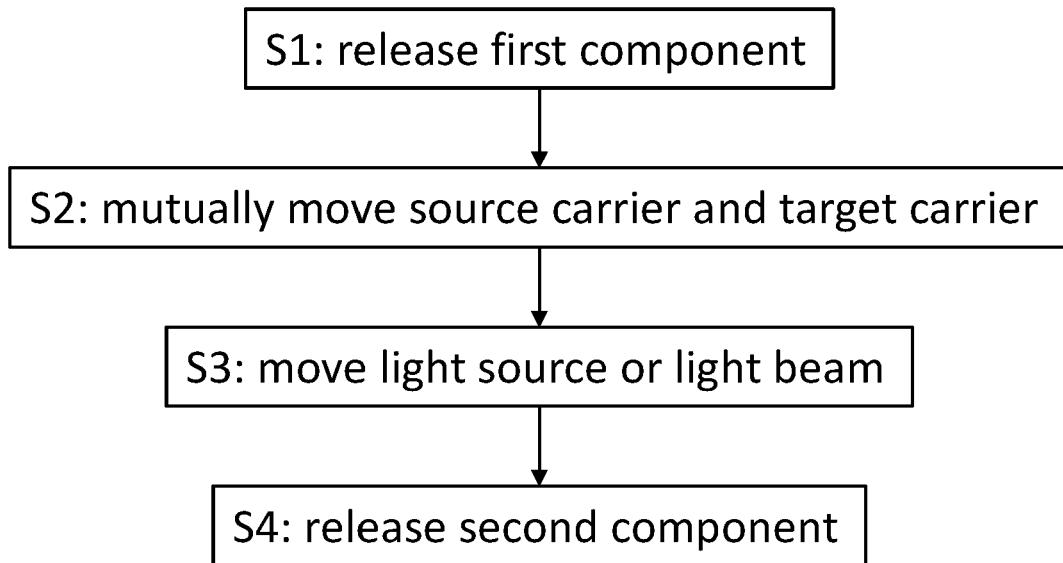 S1: release first component
S2: mutually move source carrier and target carrier
S3: move light source or light beam
S4: release second component